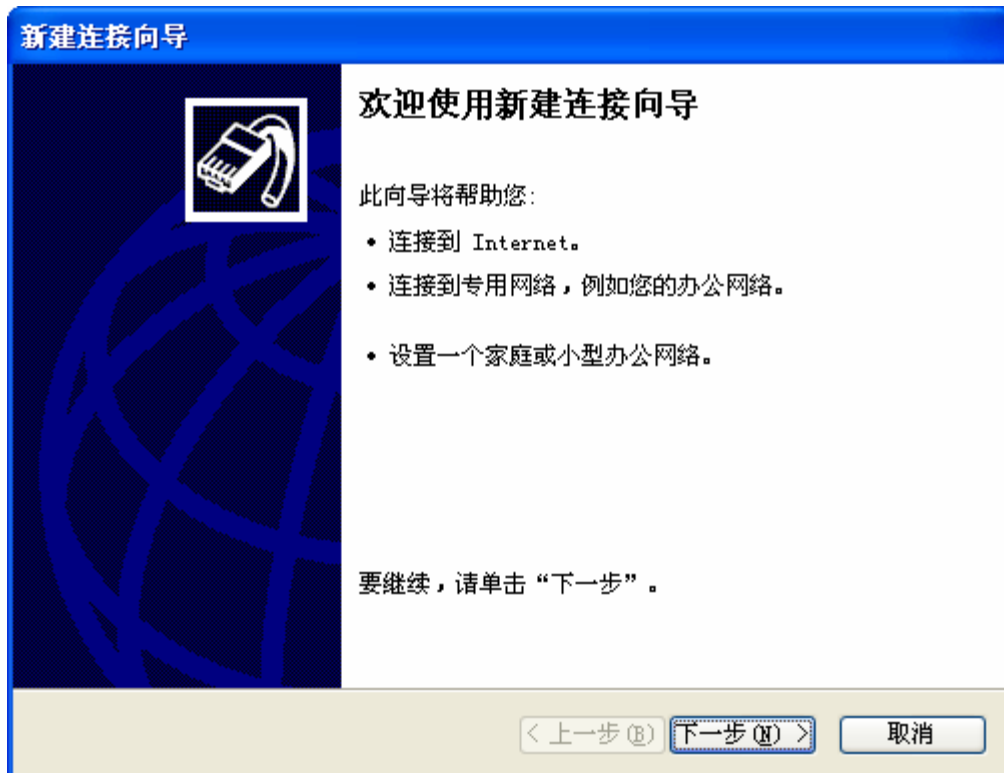 新建连接向导
欢迎使用新建连接向导
此向导将帮助您:
• 连接到 Internet。
• 连接到专用网络，例如您的办公网络。
• 设置一个家庭或小型办公网络。
要继续，请单击“下一步”。
< 上一步(B) 下一步(N) > 取消